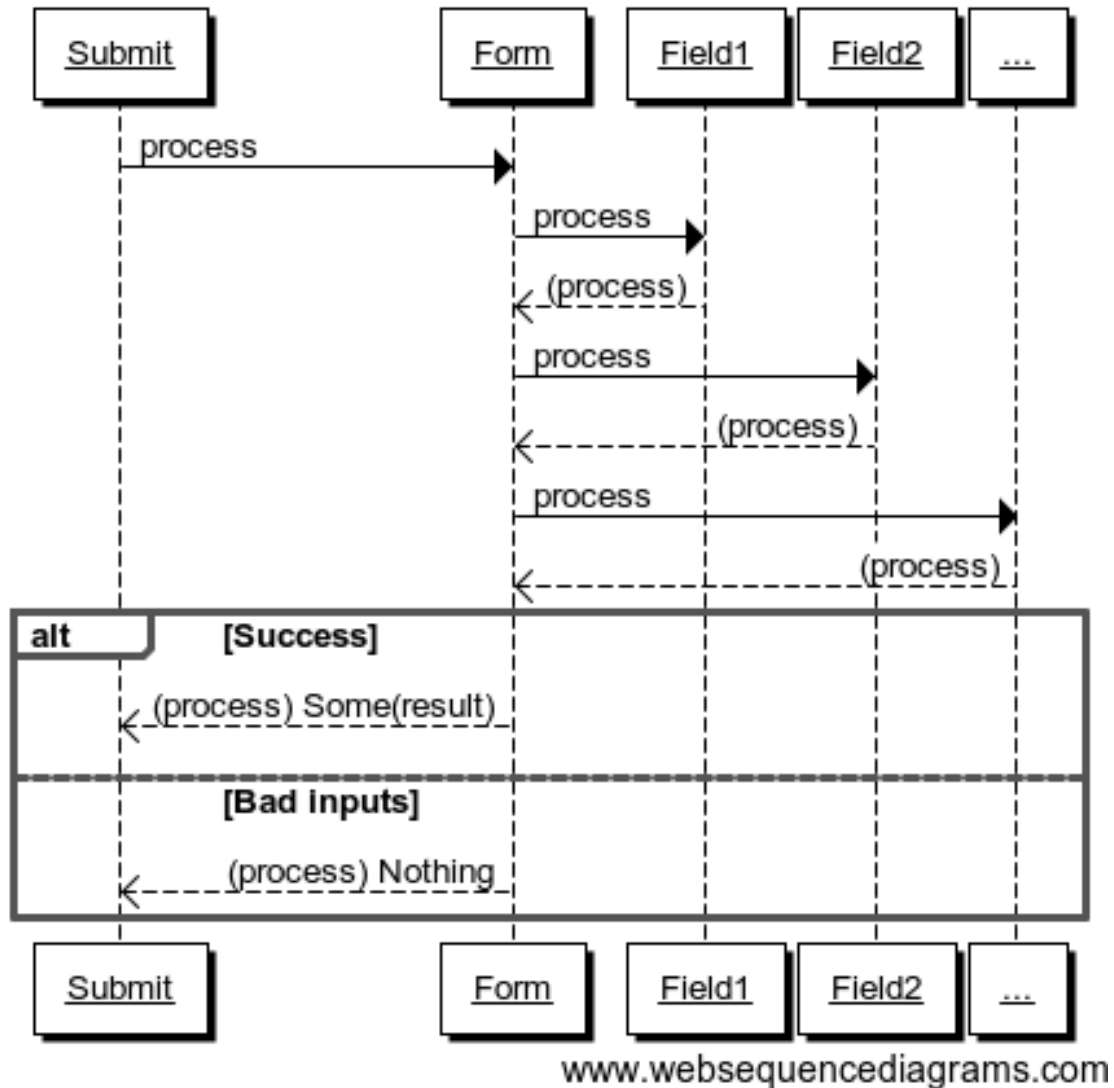 Submit Form Field1 Field2 ...
process
process
(process)
process
(process)
process
(process)
alt [Success]
(process) Some(result)
[Bad inputs]
(process) Nothing
Submit Form Field1 Field2 ...
www.websequencediagrams.com